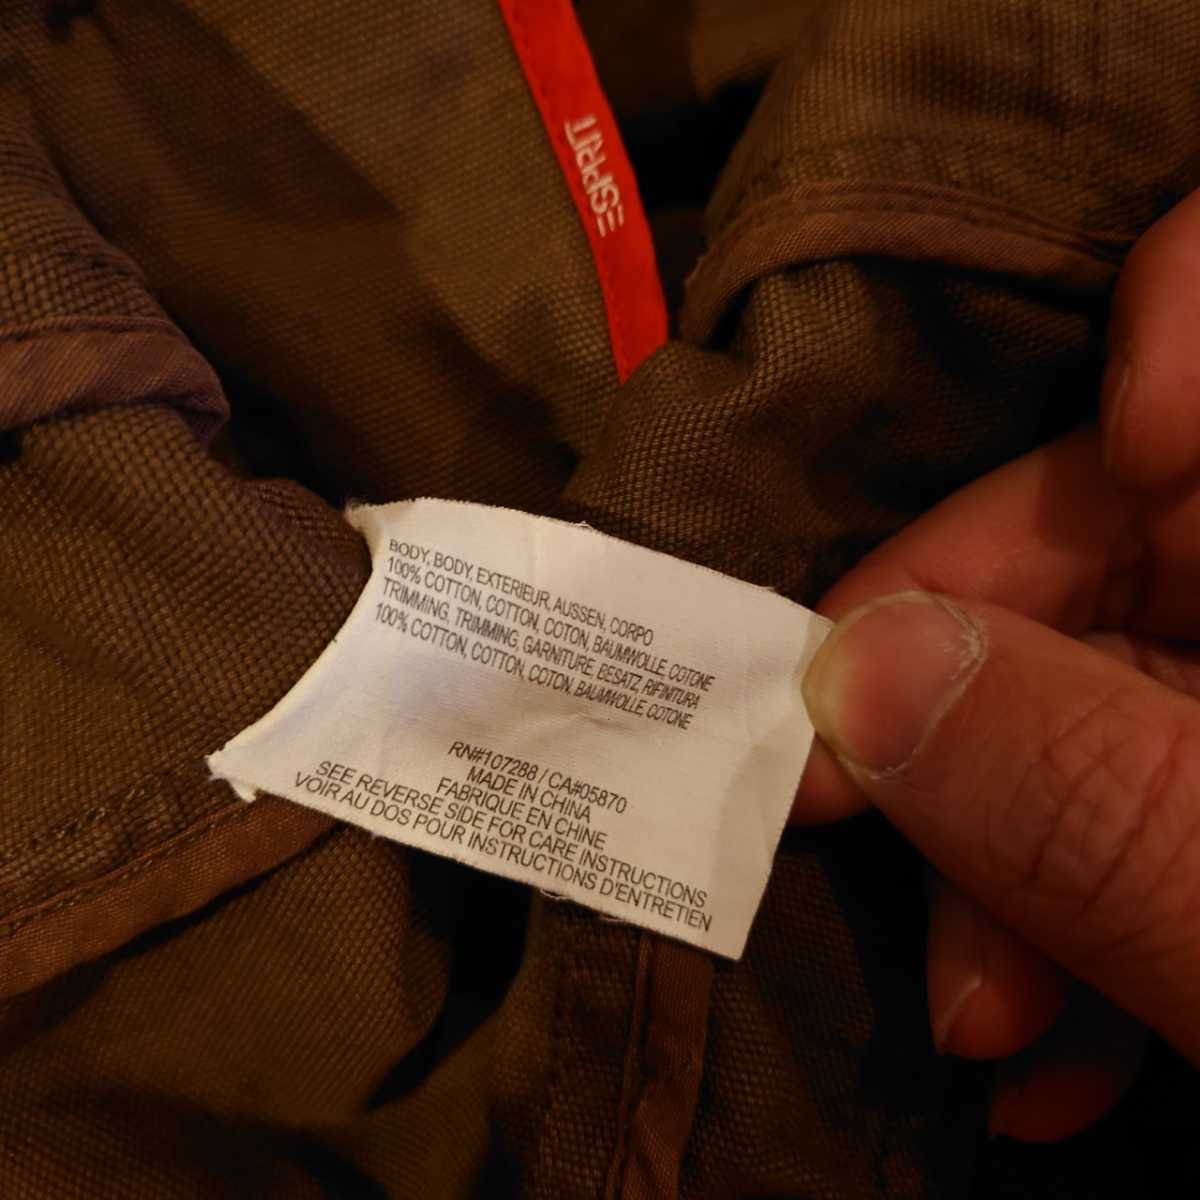 ESPRIT
BODY, BODY, EXTERIEUR, AUSSEN, CORPO
100% COTTON, COTTON, COTON, BAUMWOLLE, COTONE
TRIMMING, TRIMMING, GARNITURE, BESATZ, RIFINITURA
100% COTTON, COTTON, COTON, BAUMWOLLE, COTONE
RN#107288 / CA#05870
MADE IN CHINA
FABRIQUE EN CHINE
SEE REVERSE SIDE FOR CARE INSTRUCTIONS
VOIR AU DOS POUR INSTRUCTIONS D'ENTRETIEN